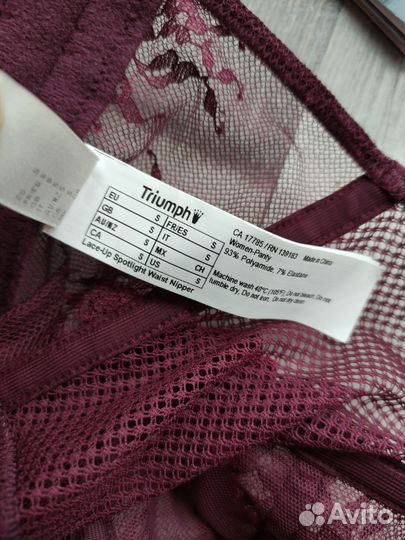 Triumph
EU S FR/ES S
GB S IT S
AU/NZ S MX CH
CA S US S
Lace-Up Spotlight Waist Nipper
CA 17785 / RN 139183 Made in China
Women-Panty
93% Polyamide, 7% Elastane
Machine wash 40°C (105°F), Do not bleach, Do not
tumble dry, Do not iron, Do not dry clean
Avito